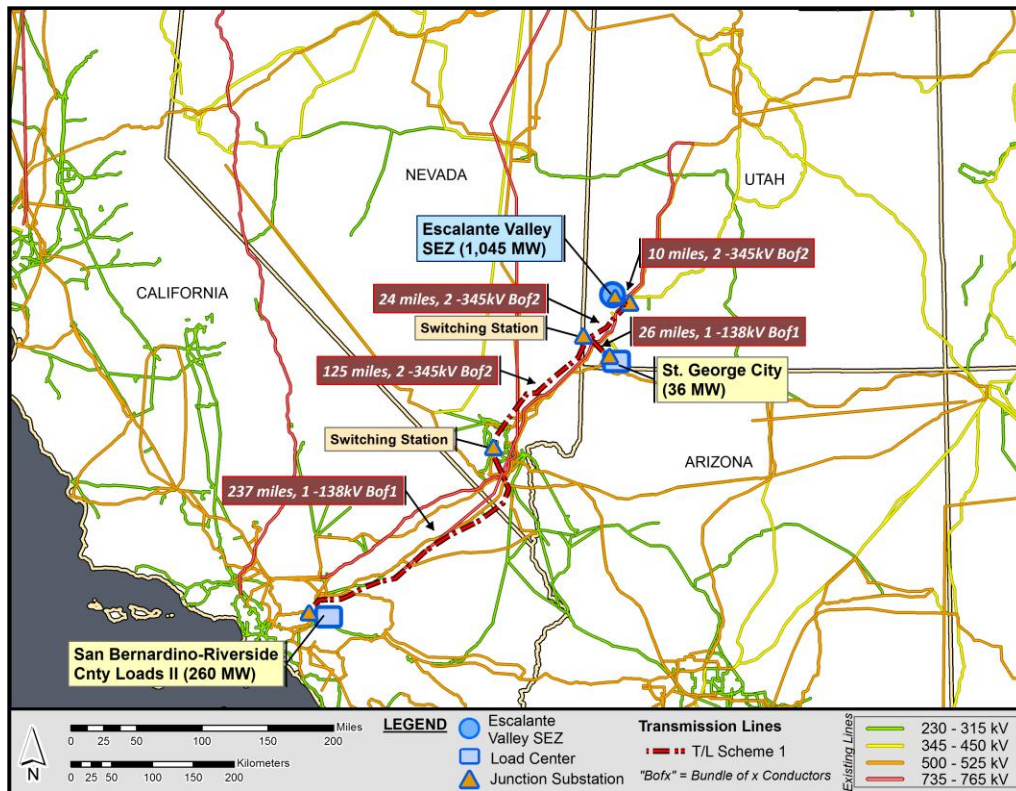 NEVADA
UTAH
Escalante Valley
SEZ (1,045 MW)
10 miles, 2 -345kV Bof2
CALIFORNIA
24 miles, 2 -345kV Bof2
Switching Station
26 miles, 1 -138kV Bof1
125 miles, 2 -345kV Bof2
St. George City
(36 MW)
Switching Station
ARIZONA
237 miles, 1 -138kV Bof1
San Bernardino-Riverside
Cnty Loads II (260 MW)
N
Miles
0 25 50 100 150 200
Kilometers
0 25 50 100 150 200
LEGEND
Escalante
Valley SEZ
Load Center
Junction Substation
Transmission Lines
T/L Scheme 1
"Bofx" = Bundle of x Conductors
Existing Lines
230 - 315 kV
345 - 450 kV
500 - 525 kV
735 - 765 kV